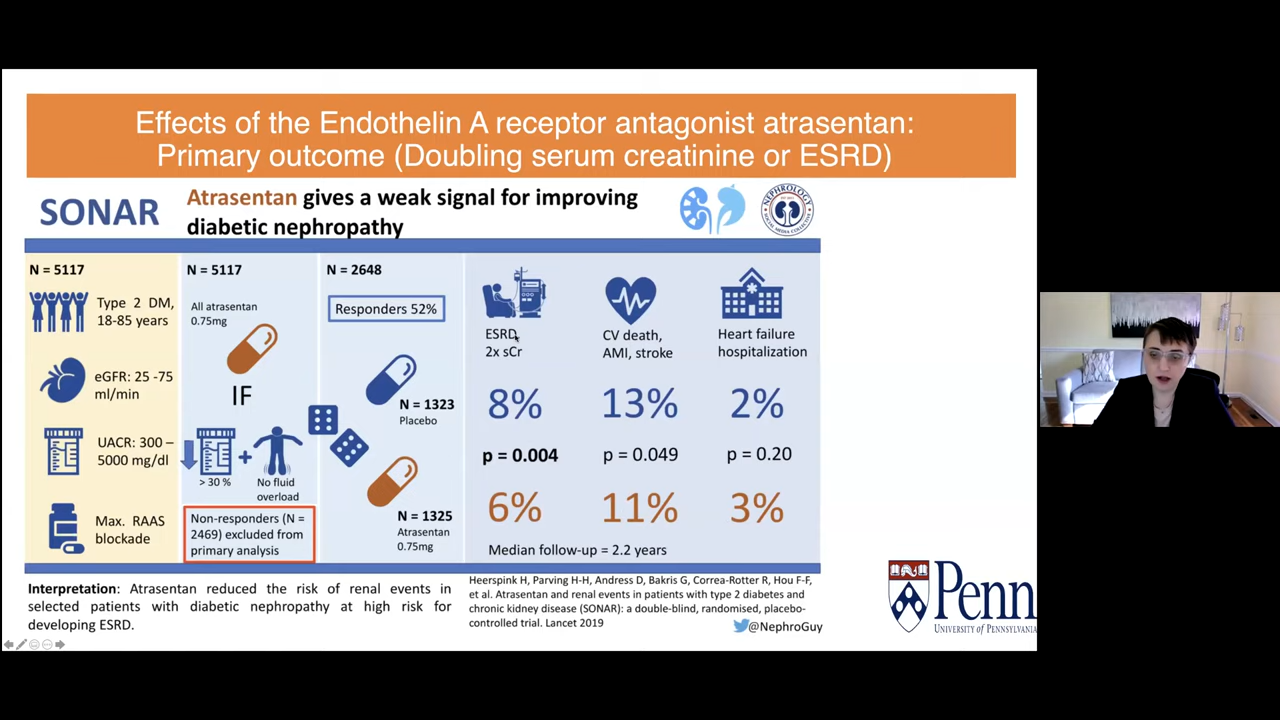 Effects of the Endothelin A receptor antagonist atrasentan:
Primary outcome (Doubling serum creatinine or ESRD)
SONAR
Atrasentan gives a weak signal for improving
diabetic nephropathy
NEPHROLOGY
SOCIAL MEDIA COLLECTIVE
N = 5117
Type 2 DM,
18-85 years
eGFR: 25 -75
ml/min
UACR: 300 –
5000 mg/dl
Max. RAAS
blockade
N = 5117
All atrasentan
0.75mg
IF
+
> 30 %
No fluid
overload
Non-responders (N =
2469) excluded from
primary analysis
N = 2648
Responders 52%
N = 1323
Placebo
N = 1325
Atrasentan
0.75mg
ESRD,
2x sCr
CV death,
AMI, stroke
Heart failure
hospitalization
8% 13% 2%
p = 0.004 p = 0.049 p = 0.20
6% 11% 3%
Median follow-up = 2.2 years
Interpretation: Atrasentan reduced the risk of renal events in
selected patients with diabetic nephropathy at high risk for
developing ESRD.
Heerspink H, Parving H-H, Andress D, Bakris G, Correa-Rotter R, Hou F-F,
et al. Atrasentan and renal events in patients with type 2 diabetes and
chronic kidney disease (SONAR): a double-blind, randomised, placebo-
controlled trial. Lancet 2019
@NephroGuy
Penn
UNIVERSITY OF PENNSYLVANIA